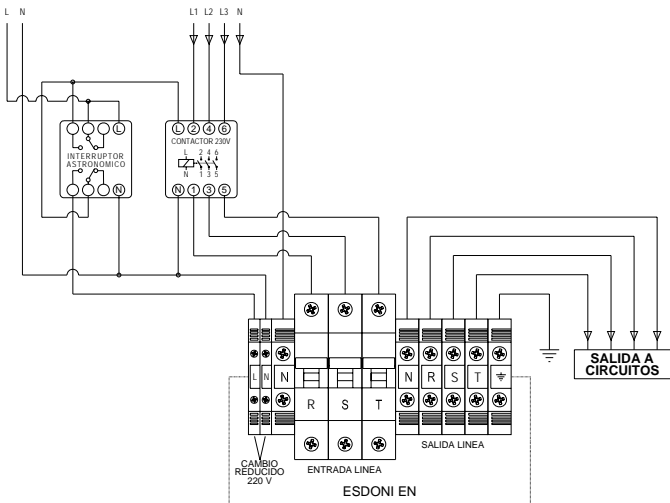 L N
L1 L2 L3 N
L
INTERRUPTOR
ASTRONOMICO
N
L 2 4 6
CONTACTOR 230V
L 2 4 6
N 1 3 5
N 1 3 5
L N N
R S T
N R S T
SALIDA A
CIRCUITOS
CAMBIO
REDUCIDO
220 V
ENTRADA LINEA
SALIDA LINEA
ESDONI EN